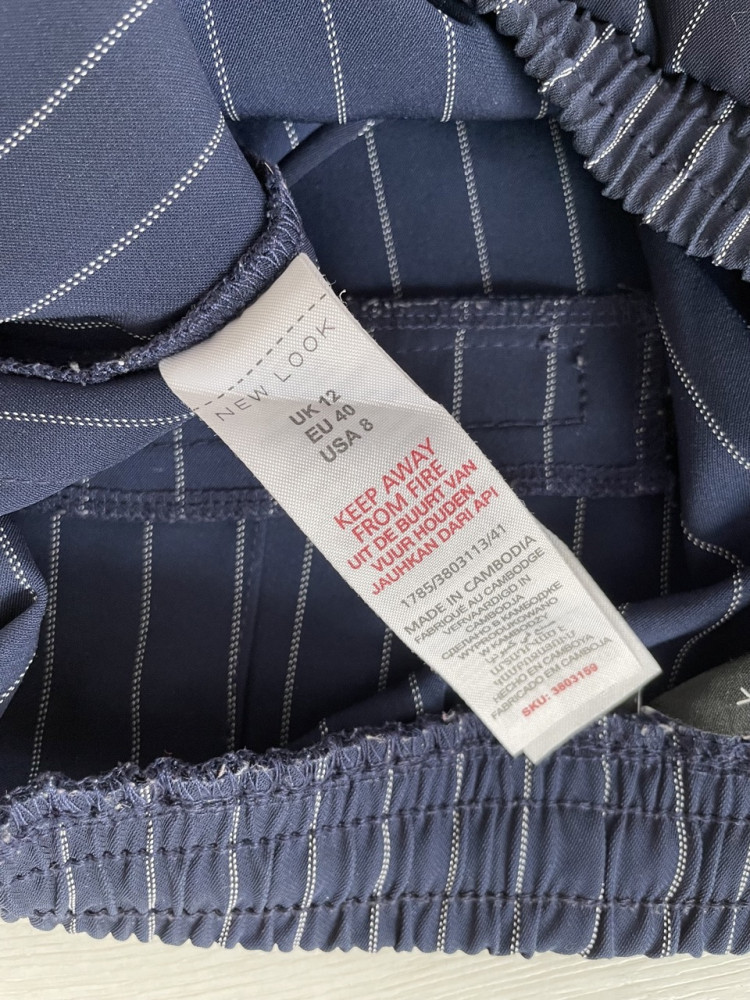 NEW LOOK
UK 12
EU 40
USA 8
KEEP AWAY
FROM FIRE
UIT DE BUURT VAN
VUUR HOUDEN
JAUHKAN DARI API
1785/3803113/41
MADE IN CAMBODIA
FABRIQUÉ AU CAMBODGE
VERVAARDIGD IN
CAMBODJA
СДЕЛАНО В КАМБОДЖЕ
WYPRODUKOWANO
W KAMBODŻY
HECHO EN CAMBOYA
FABRICADO EM CAMBOJA
SKU: 3803159